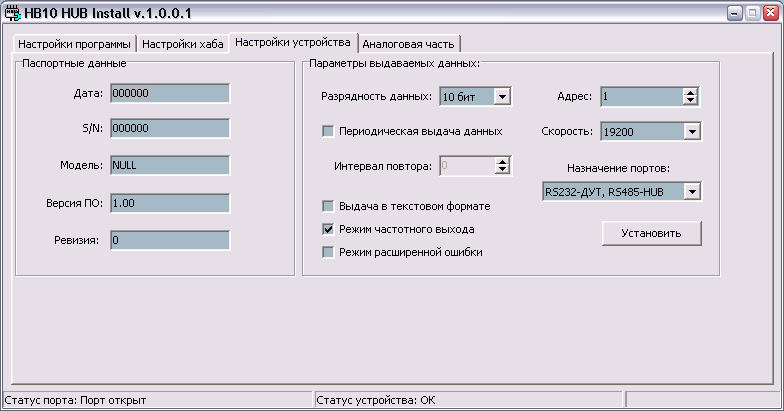 HB10 HUB Install v.1.0.0.1
Настройки программы
Настройки хаба
Настройки устройства
Аналоговая часть
Паспортные данные
Дата: 000000
S/N: 000000
Модель: NULL
Версия ПО: 1.00
Ревизия: 0
Параметры выдаваемых данных:
Разрядность данных: 10 бит
Периодическая выдача данных
Интервал повтора: 0
Выдача в текстовом формате
Режим частотного выхода
Режим расширенной ошибки
Адрес: 1
Скорость: 19200
Назначение портов:
RS232-ДУТ, RS485-HUB
Установить
Статус порта: Порт открыт
Статус устройства: ОК